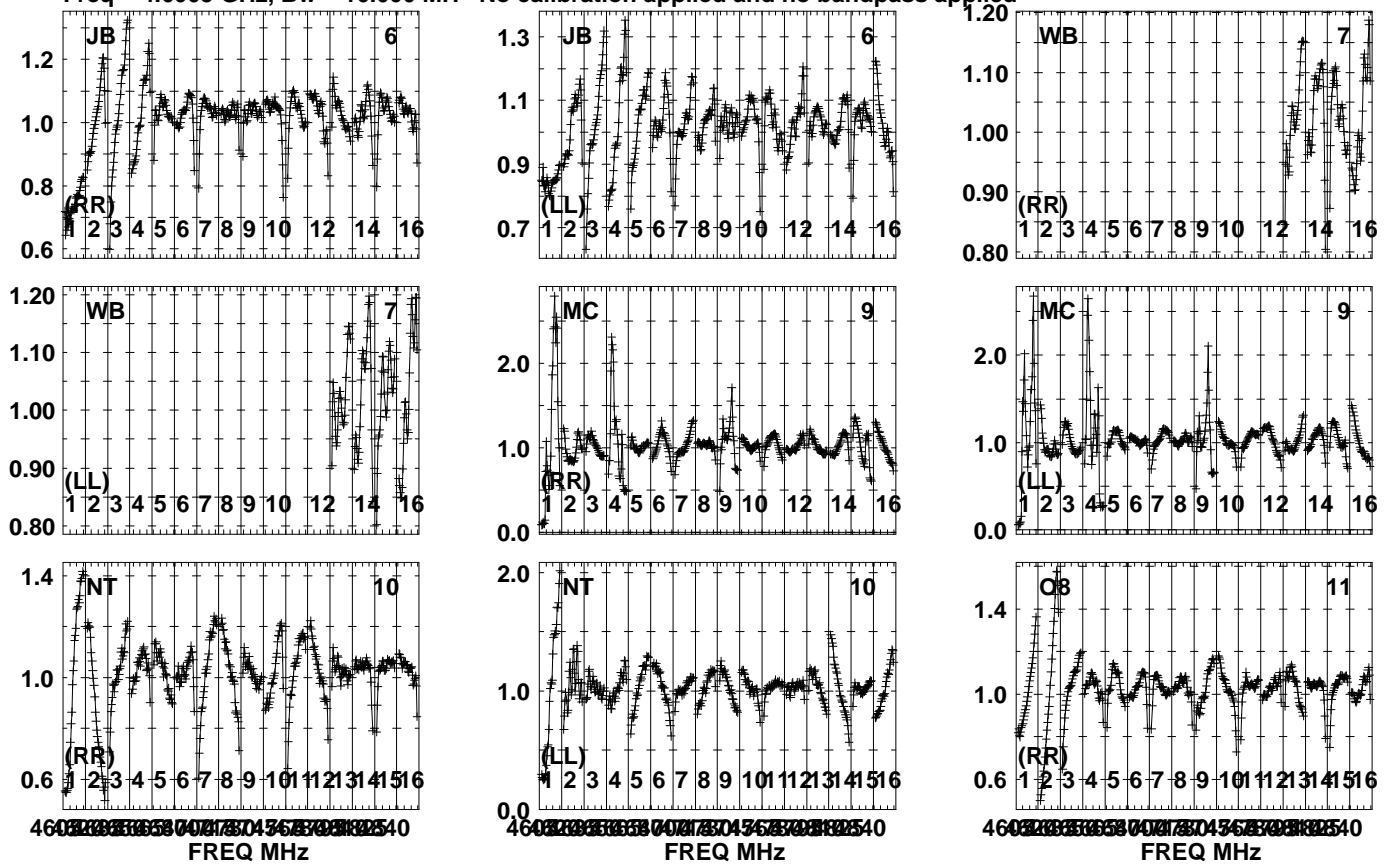 No calibration applied and no bandpass applied
JB 6
1.2
1.0
0.8
0.6
(RR)
1 2 3 4 5 6 7 8 9 10 12 14 16
JB 6
1.3
1.1
0.9
0.7
(LL)
1 2 3 4 5 6 7 8 9 10 12 14 16
WB 7
1.20
1.10
1.00
0.90
0.80
(RR)
1 2 3 4 5 6 7 8 9 10 12 14 16
WB 7
1.20
1.10
1.00
0.90
0.80
(LL)
1 2 3 4 5 6 7 8 9 10 12 14 16
MC 9
2.0
1.0
0.0
(RR)
1 2 3 4 5 6 7 8 9 10 12 14 16
MC 9
2.0
1.0
0.0
(LL)
1 2 3 4 5 6 7 8 9 10 12 14 16
NT 10
1.4
1.0
0.6
(RR)
1 2 3 4 5 6 7 8 9 10 11 12 13 14 15 16
NT 10
2.0
1.0
0.0
(LL)
1 2 3 4 5 6 7 8 9 10 11 12 13 14 15 16
O8 11
1.4
1.0
0.6
(RR)
1 2 3 4 5 6 7 8 9 10 11 12 13 14 15 16
FREQ MHz
FREQ MHz
FREQ MHz